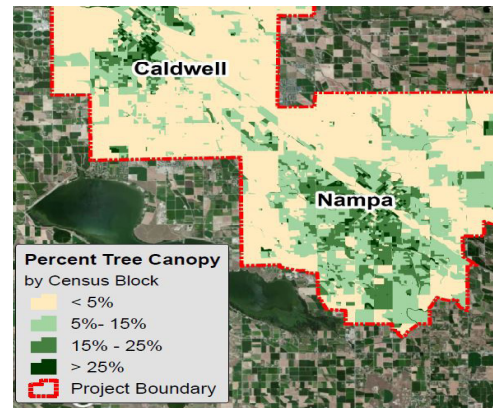 Caldwell
Nampa
Percent Tree Canopy
by Census Block
< 5%
5%- 15%
15% - 25%
> 25%
Project Boundary